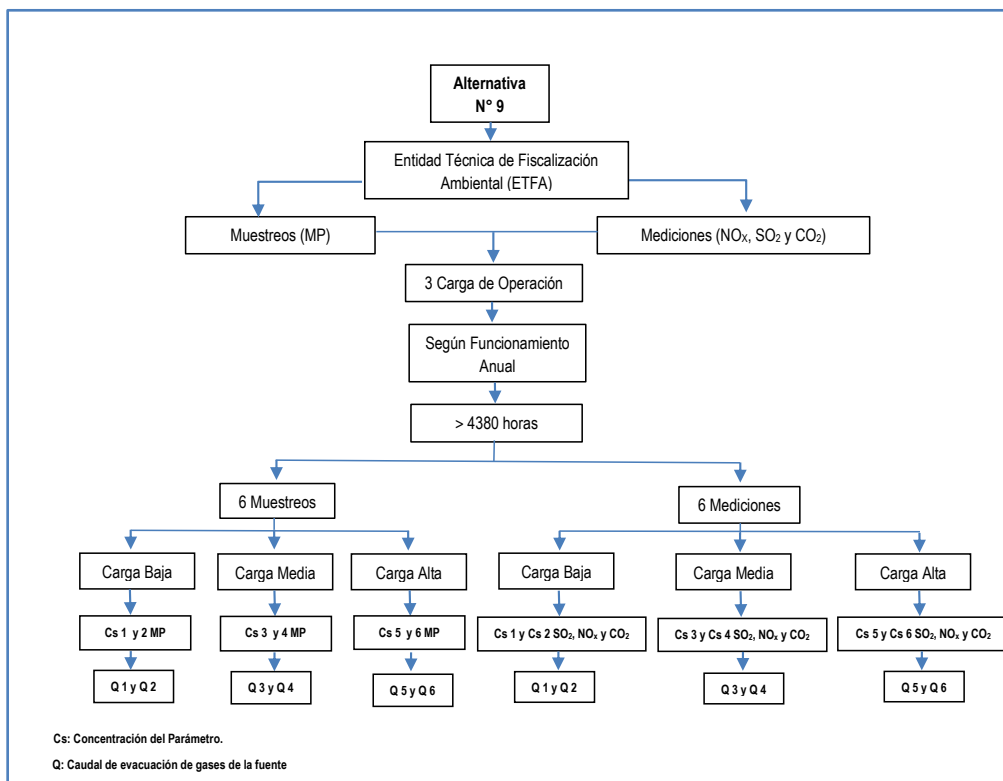 Alternativa
N° 9
Entidad Técnica de Fiscalización
Ambiental (ETFA)
Muestreos (MP)
Mediciones (NOX, SO2 y CO2)
3 Carga de Operación
Según Funcionamiento
Anual
> 4380 horas
6 Muestreos
6 Mediciones
Carga Baja
Carga Media
Carga Alta
Carga Baja
Carga Media
Carga Alta
Cs 1 y 2 MP
Cs 3 y 4 MP
Cs 5 y 6 MP
Cs 1 y Cs 2 SO2, NOx y CO2
Cs 3 y Cs 4 SO2, NOx y CO2
Cs 5 y Cs 6 SO2, NOx y CO2
Q 1 y Q 2
Q 3 y Q 4
Q 5 y Q 6
Q 1 y Q 2
Q 3 y Q 4
Q 5 y Q 6
Cs: Concentración del Parámetro.
Q: Caudal de evacuación de gases de la fuente